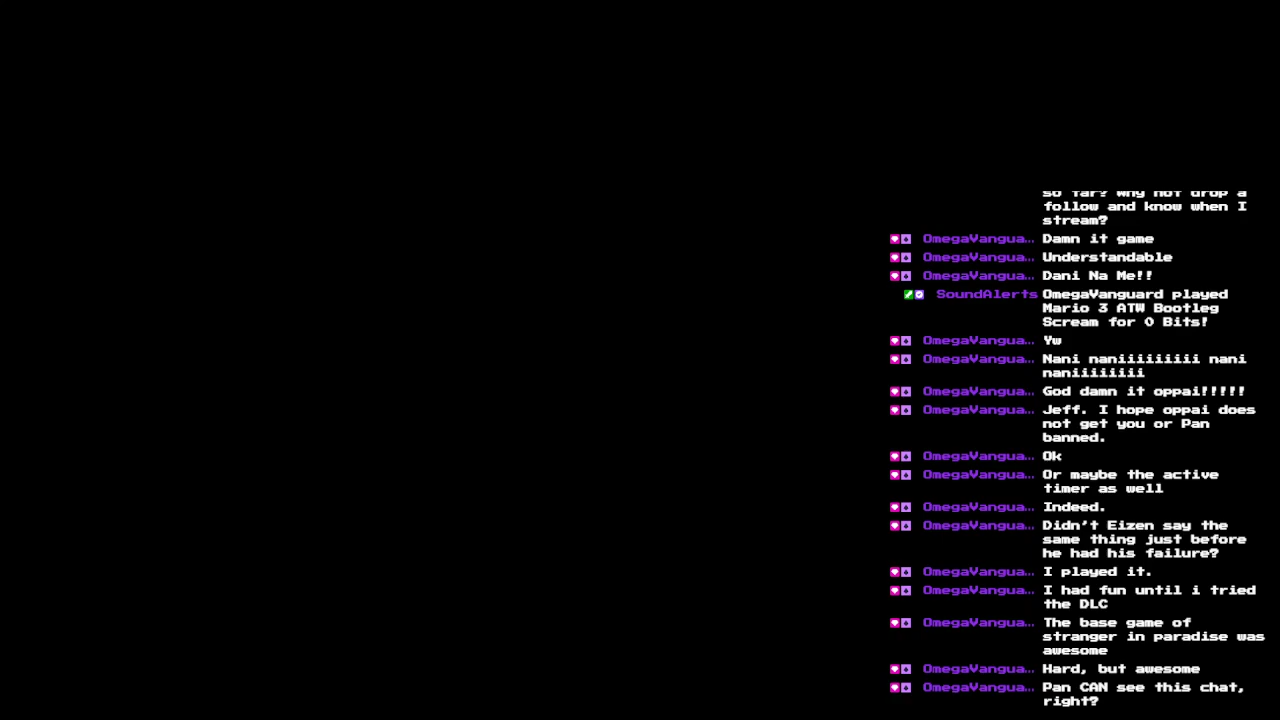 so far? Why not drop a
follow and know when I
stream?
OmegaVangua... Damn it game
OmegaVangua... Understandable
OmegaVangua... Dani Na Me!!
SoundAlerts OmegaVanguard played
Mario 3 ATW Bootleg
Scream for 0 Bits!
OmegaVangua... Yw
OmegaVangua... Nani naniiiiiiiiii nani
naniiiiiiii
OmegaVangua... God damn it oppai!!!!!
OmegaVangua... Jeff. I hope oppai does
not get you or Pan
banned.
OmegaVangua... Ok
OmegaVangua... Or maybe the active
timer as well
OmegaVangua... Indeed.
OmegaVangua... Didn't Eizen say the
same thing just before
he had his failure?
OmegaVangua... I played it.
OmegaVangua... I had fun until i tried
the DLC
OmegaVangua... The base game of
stranger in paradise was
awesome
OmegaVangua... Hard, but awesome
OmegaVangua... Pan CAN see this chat,
right?